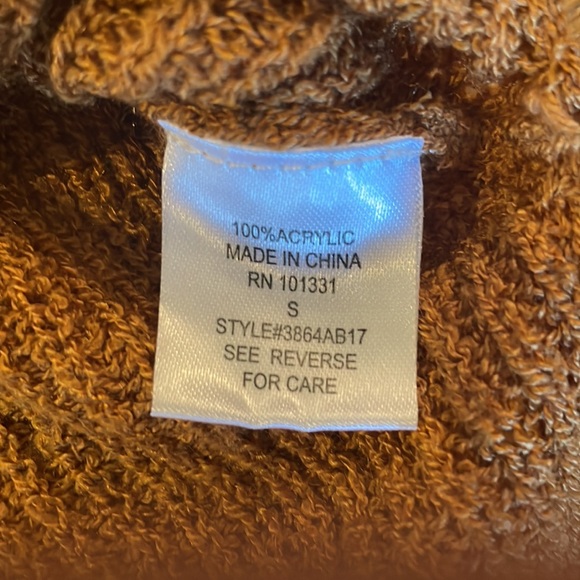 100%ACRYLIC
MADE IN CHINA
RN 101331
S
STYLE#3864AB17
SEE REVERSE
FOR CARE